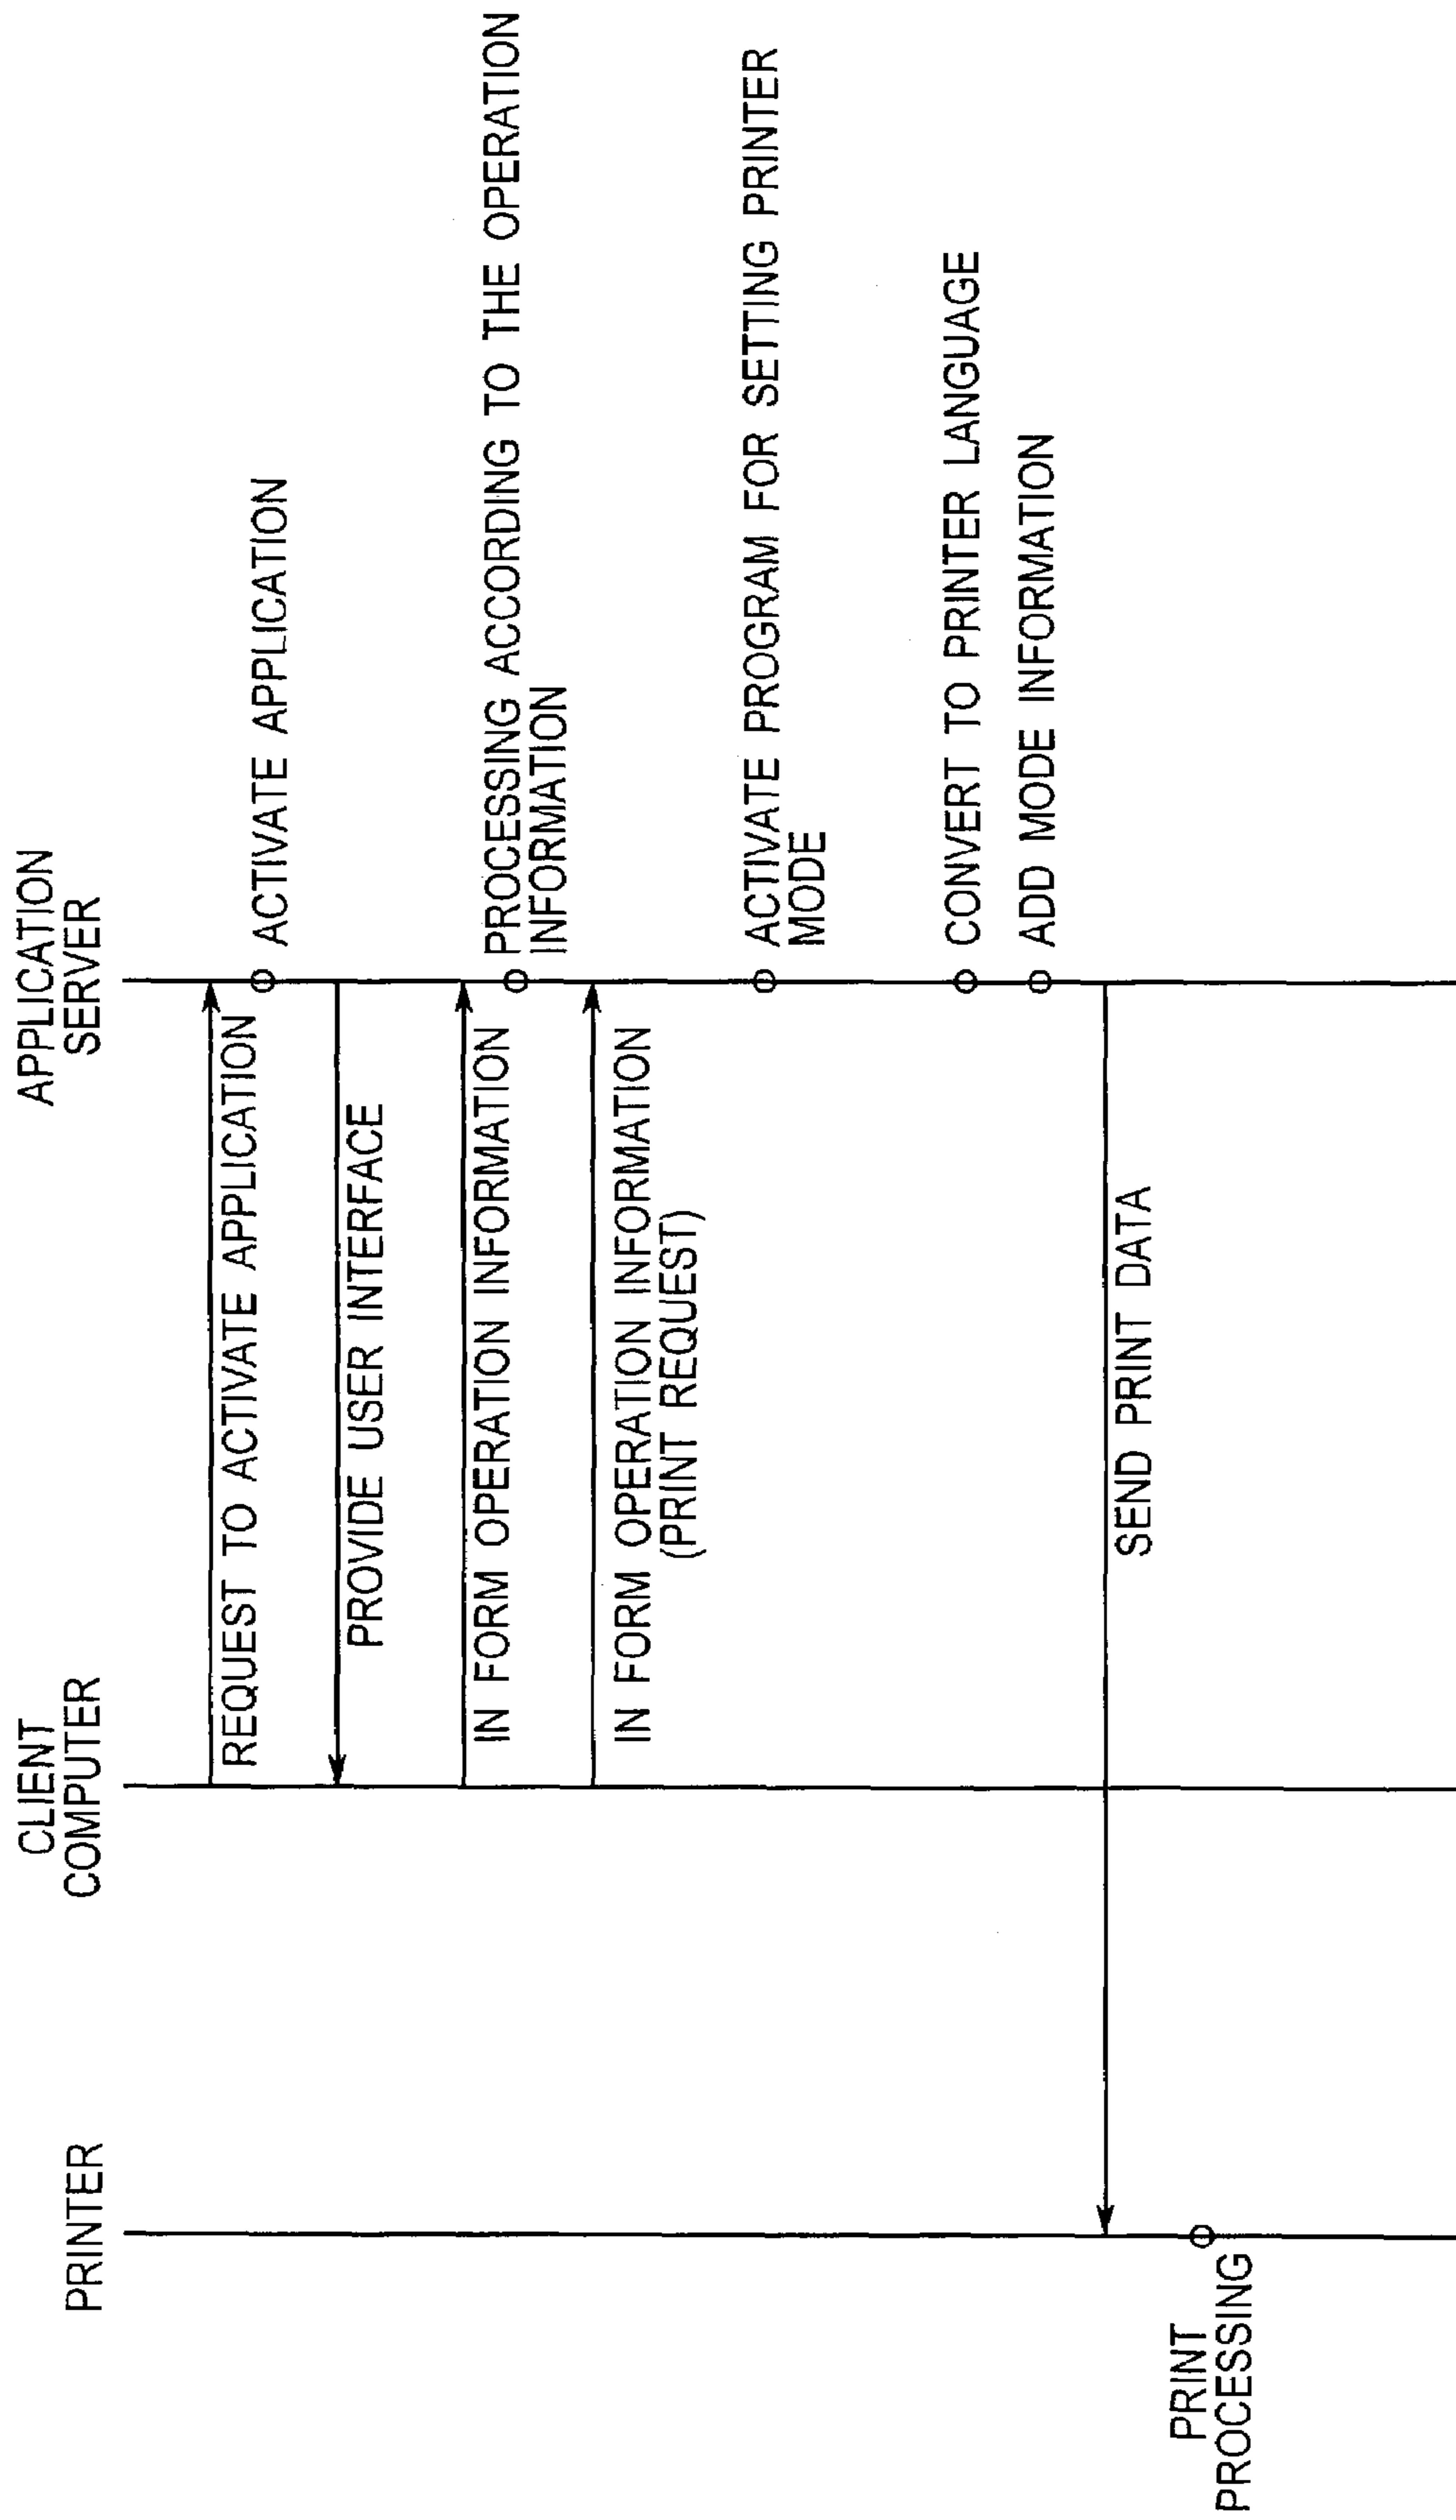 PRINTER
CLIENT
COMPUTER
APPLICATION
SERVER
REQUEST TO ACTIVATE APPLICATION
ACTIVATE APPLICATION
PROVIDE USER INTERFACE
IN FORM OPERATION INFORMATION
PROCESSING ACCORDING TO THE OPERATION
INFORMATION
IN FORM OPERATION INFORMATION
(PRINT REQUEST)
ACTIVATE PROGRAM FOR SETTING PRINTER
MODE
CONVERT TO PRINTER LANGUAGE
ADD MODE INFORMATION
SEND PRINT DATA
PRINT
PROCESSING